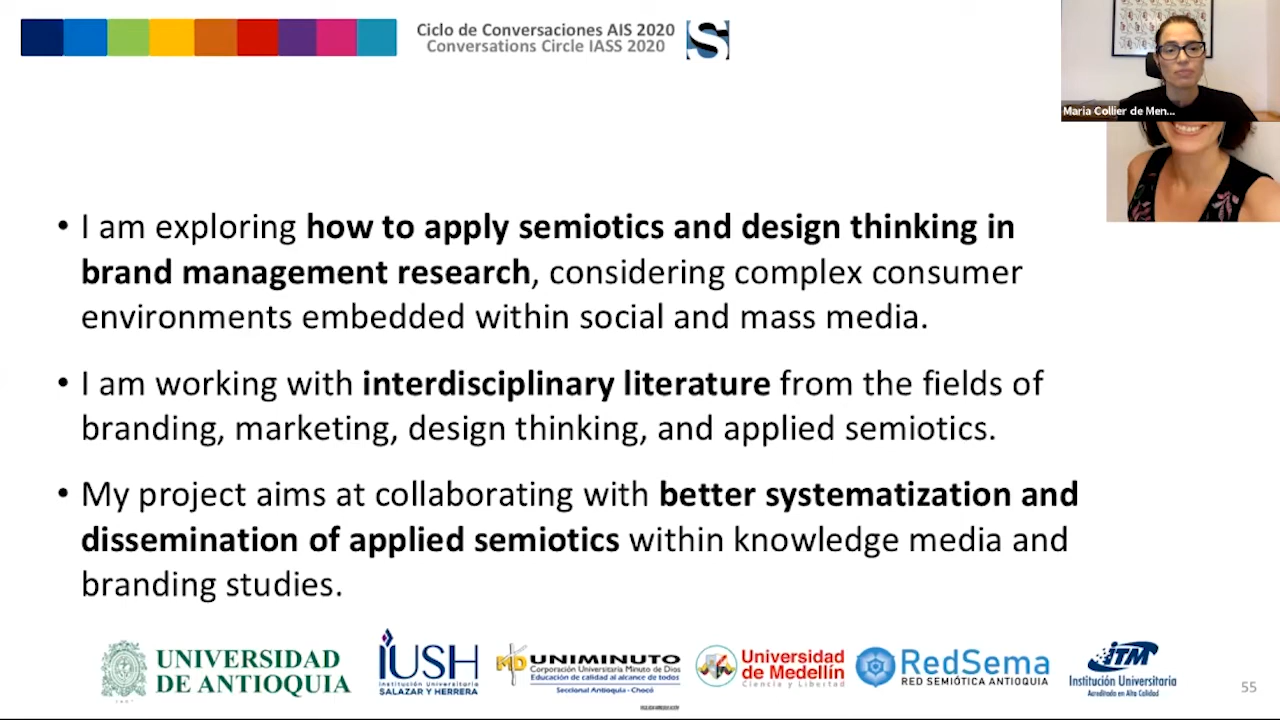 Ciclo de Conversaciones AIS 2020
Conversations Circle IASS 2020
S
Maria Collier de Men...
• I am exploring how to apply semiotics and design thinking in
brand management research, considering complex consumer
environments embedded within social and mass media.
• I am working with interdisciplinary literature from the fields of
branding, marketing, design thinking, and applied semiotics.
• My project aims at collaborating with better systematization and
dissemination of applied semiotics within knowledge media and
branding studies.
UNIVERSIDAD
DE ANTIOQUIA
IUSH
Institución Universitaria
SALAZAR Y HERRERA
MD UNIMINUTO
Corporación Universitaria Minuto de Dios
Educación de calidad al alcance de todos
Seccional Antioquia - Chocó
Universidad
de Medellín
Ciencia y Libertad
RedSema
RED SEMIÓTICA ANTIOQUIA
iTM
Institución Universitaria
Acreditada en Alta Calidad
55